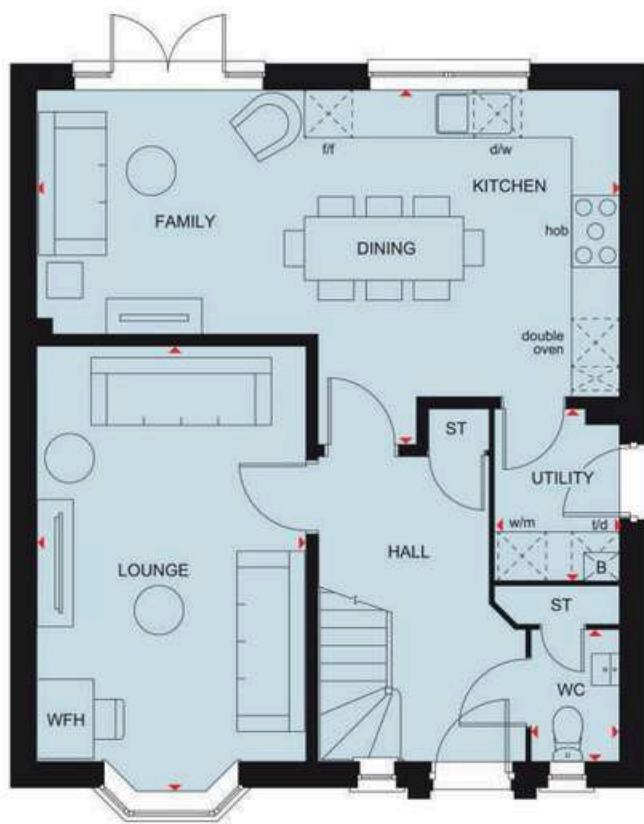 f/f
d/w
KITCHEN
FAMILY
hob
DINING
double
oven
ST
UTILITY
w/m
t/d
HALL
B
LOUNGE
ST
WC
WFH